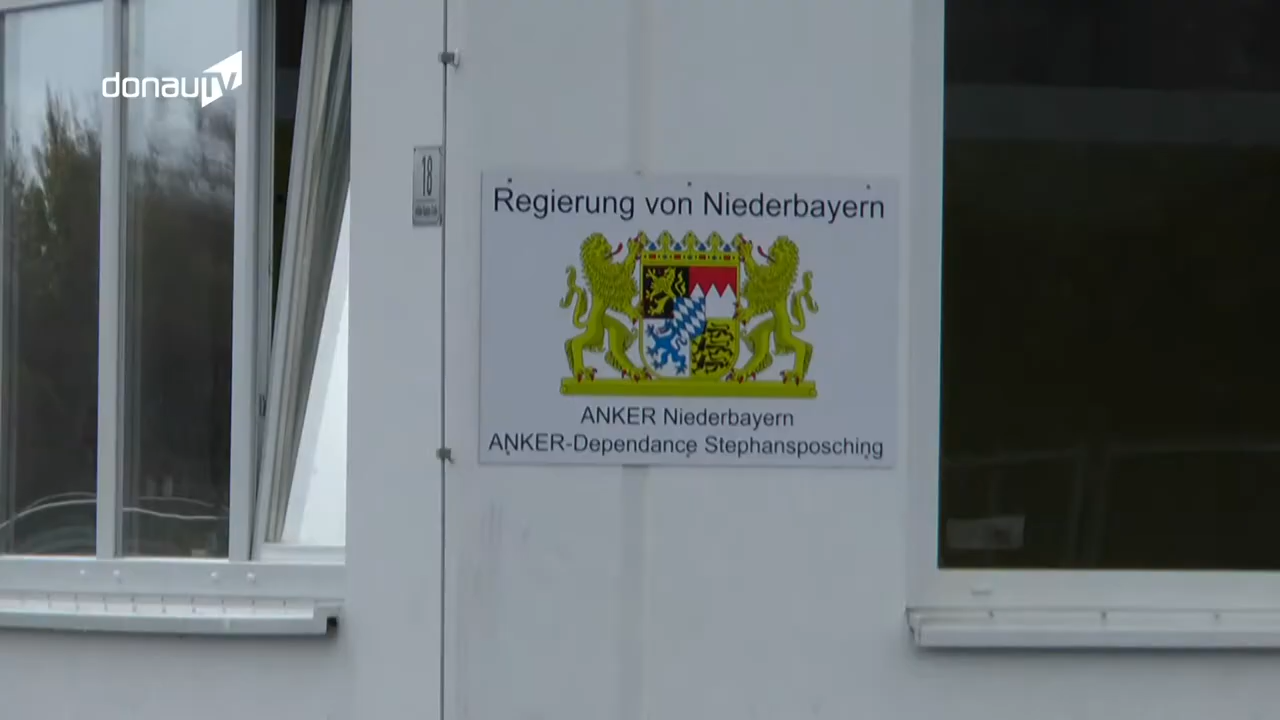 donauTV
18
Regierung von Niederbayern
ANKER Niederbayern
ANKER-Dependance Stephansposching